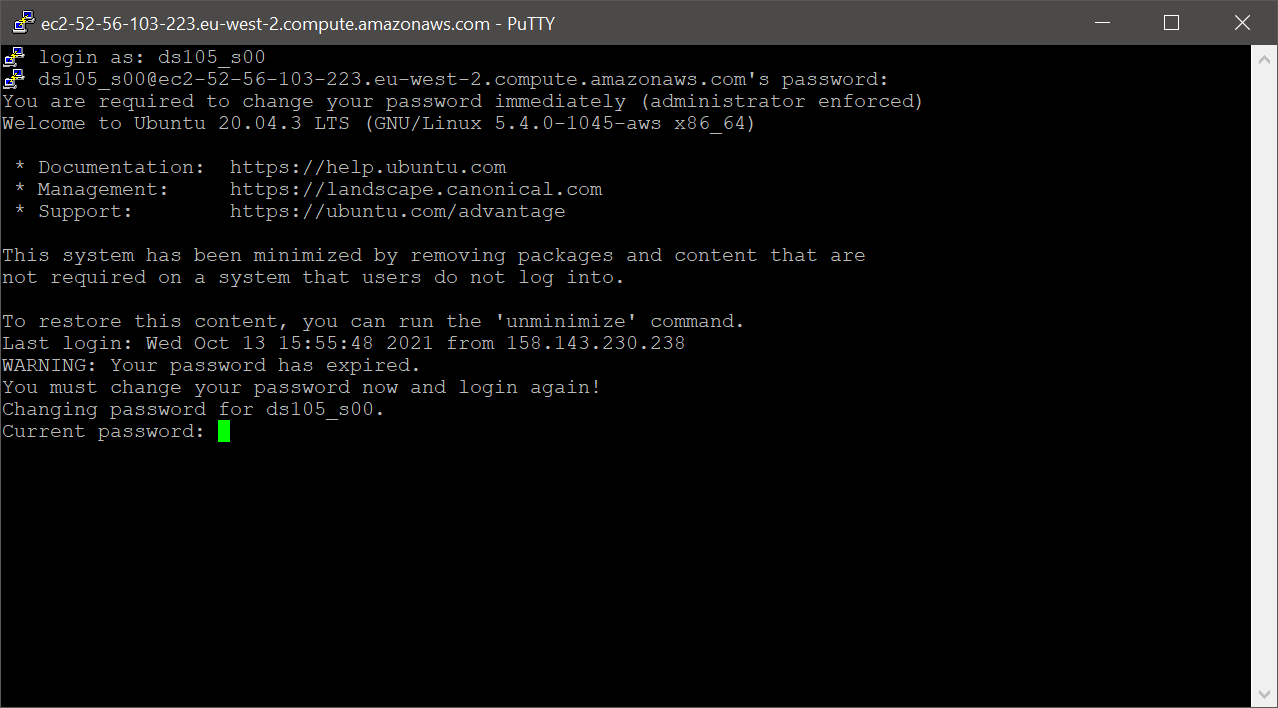 ec2-52-56-103-223.eu-west-2.compute.amazonaws.com - PuTTY
login as: ds105_s00
ds105_s00@ec2-52-56-103-223.eu-west-2.compute.amazonaws.com's password:
You are required to change your password immediately (administrator enforced)
Welcome to Ubuntu 20.04.3 LTS (GNU/Linux 5.4.0-1045-aws x86_64)
* Documentation:  https://help.ubuntu.com
* Management:     https://landscape.canonical.com
* Support:        https://ubuntu.com/advantage
This system has been minimized by removing packages and content that are
not required on a system that users do not log into.
To restore this content, you can run the 'unminimize' command.
Last login: Wed Oct 13 15:55:48 2021 from 158.143.230.238
WARNING: Your password has expired.
You must change your password now and login again!
Changing password for ds105_s00.
Current password: